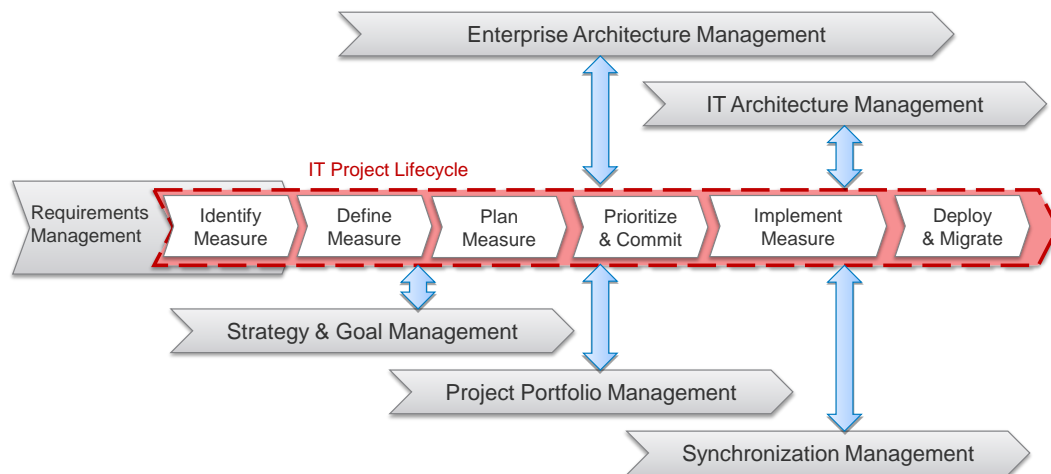 Enterprise Architecture Management
IT Architecture Management
IT Project Lifecycle
Requirements
Management
Identify
Measure
Define
Measure
Plan
Measure
Prioritize
& Commit
Implement
Measure
Deploy
& Migrate
Strategy & Goal Management
Project Portfolio Management
Synchronization Management